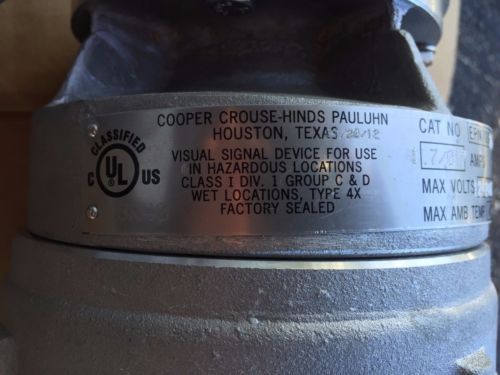 COOPER CROUSE-HINDS PAULUHN
HOUSTON, TEXAS
VISUAL SIGNAL DEVICE FOR USE
IN HAZARDOUS LOCATIONS
CLASS I DIV. 1 GROUP C & D
WET LOCATIONS, TYPE 4X
FACTORY SEALED
CLASSIFIED
C UL US
CAT NO
AMPS
MAX VOLTS
MAX AMB TEMP